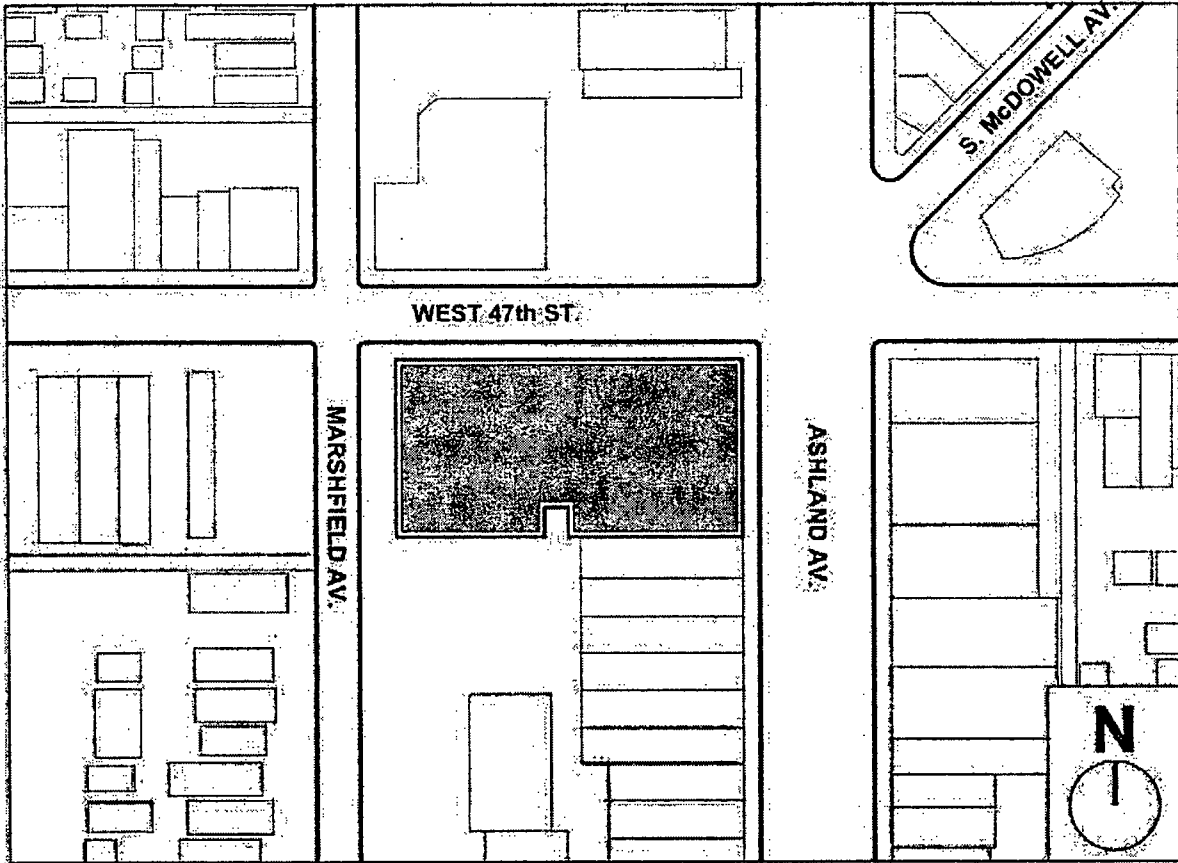 S. McDOWELL AV.
WEST 47th ST.
MARSHFIELD AV.
ASHLAND AV.
N